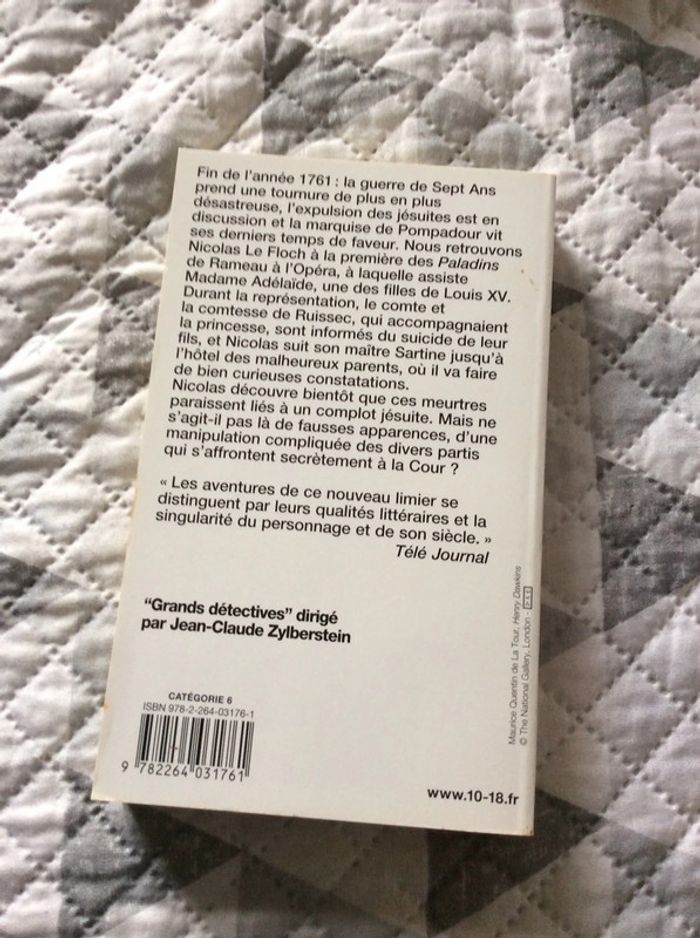 Fin de l'année 1761 : la guerre de Sept Ans
prend une tournure de plus en plus
désastreuse, l'expulsion des jésuites est en
discussion et la marquise de Pompadour vit
ses derniers temps de faveur. Nous retrouvons
Nicolas Le Floch à la première des Paladins
de Rameau à l'Opéra, à laquelle assiste
Madame Adélaïde, une des filles de Louis XV.
Durant la représentation, le comte et
la comtesse de Ruissec, qui accompagnaient
la princesse, sont informés du suicide de leur
fils, et Nicolas suit son maître Sartine jusqu'à
l'hôtel des malheureux parents, où il va faire
de bien curieuses constatations.
Nicolas découvre bientôt que ces meurtres
paraissent liés à un complot jésuite. Mais ne
s'agit-il pas là de fausses apparences, d'une
manipulation compliquée des divers partis
qui s'affrontent secrètement à la Cour ?
« Les aventures de ce nouveau limier se
distinguent par leurs qualités littéraires et la
singularité du personnage et de son siècle. »
Télé Journal
"Grands détectives" dirigé
par Jean-Claude Zylberstein
Maurice Quentin de La Tour, Henry Dawkins
© The National Gallery, London -
CATÉGORIE 6
ISBN 978-2-264-03176-1
9 782264 031761
www.10-18.fr